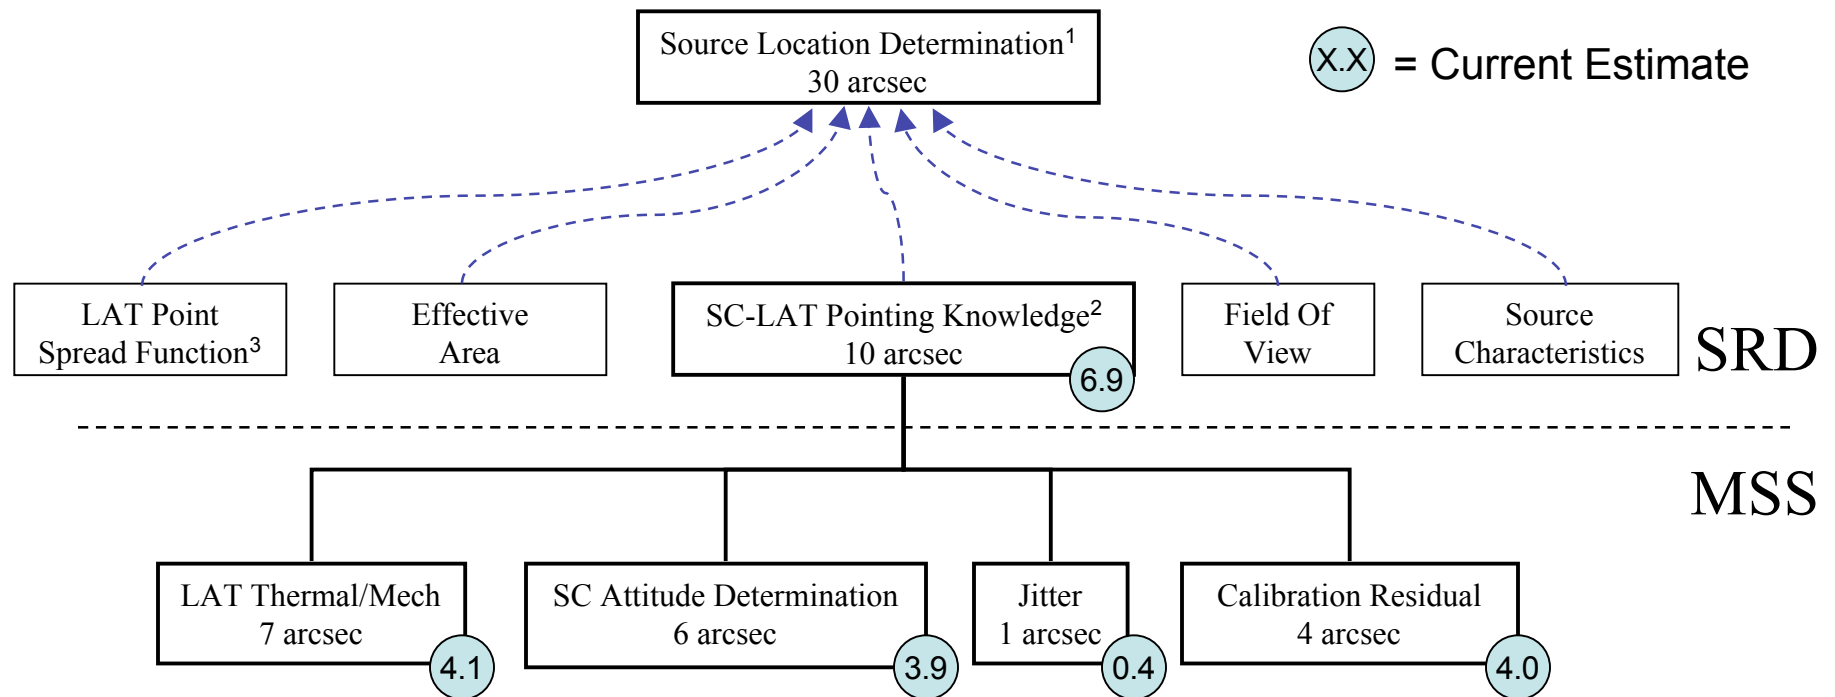 Source Location Determination¹
30 arcsec
X.X = Current Estimate
LAT Point
Spread Function³
Effective
Area
SC-LAT Pointing Knowledge²
10 arcsec
6.9
Field Of
View
Source
Characteristics
SRD
MSS
LAT Thermal/Mech
7 arcsec
4.1
SC Attitude Determination
6 arcsec
3.9
Jitter
1 arcsec
0.4
Calibration Residual
4 arcsec
4.0